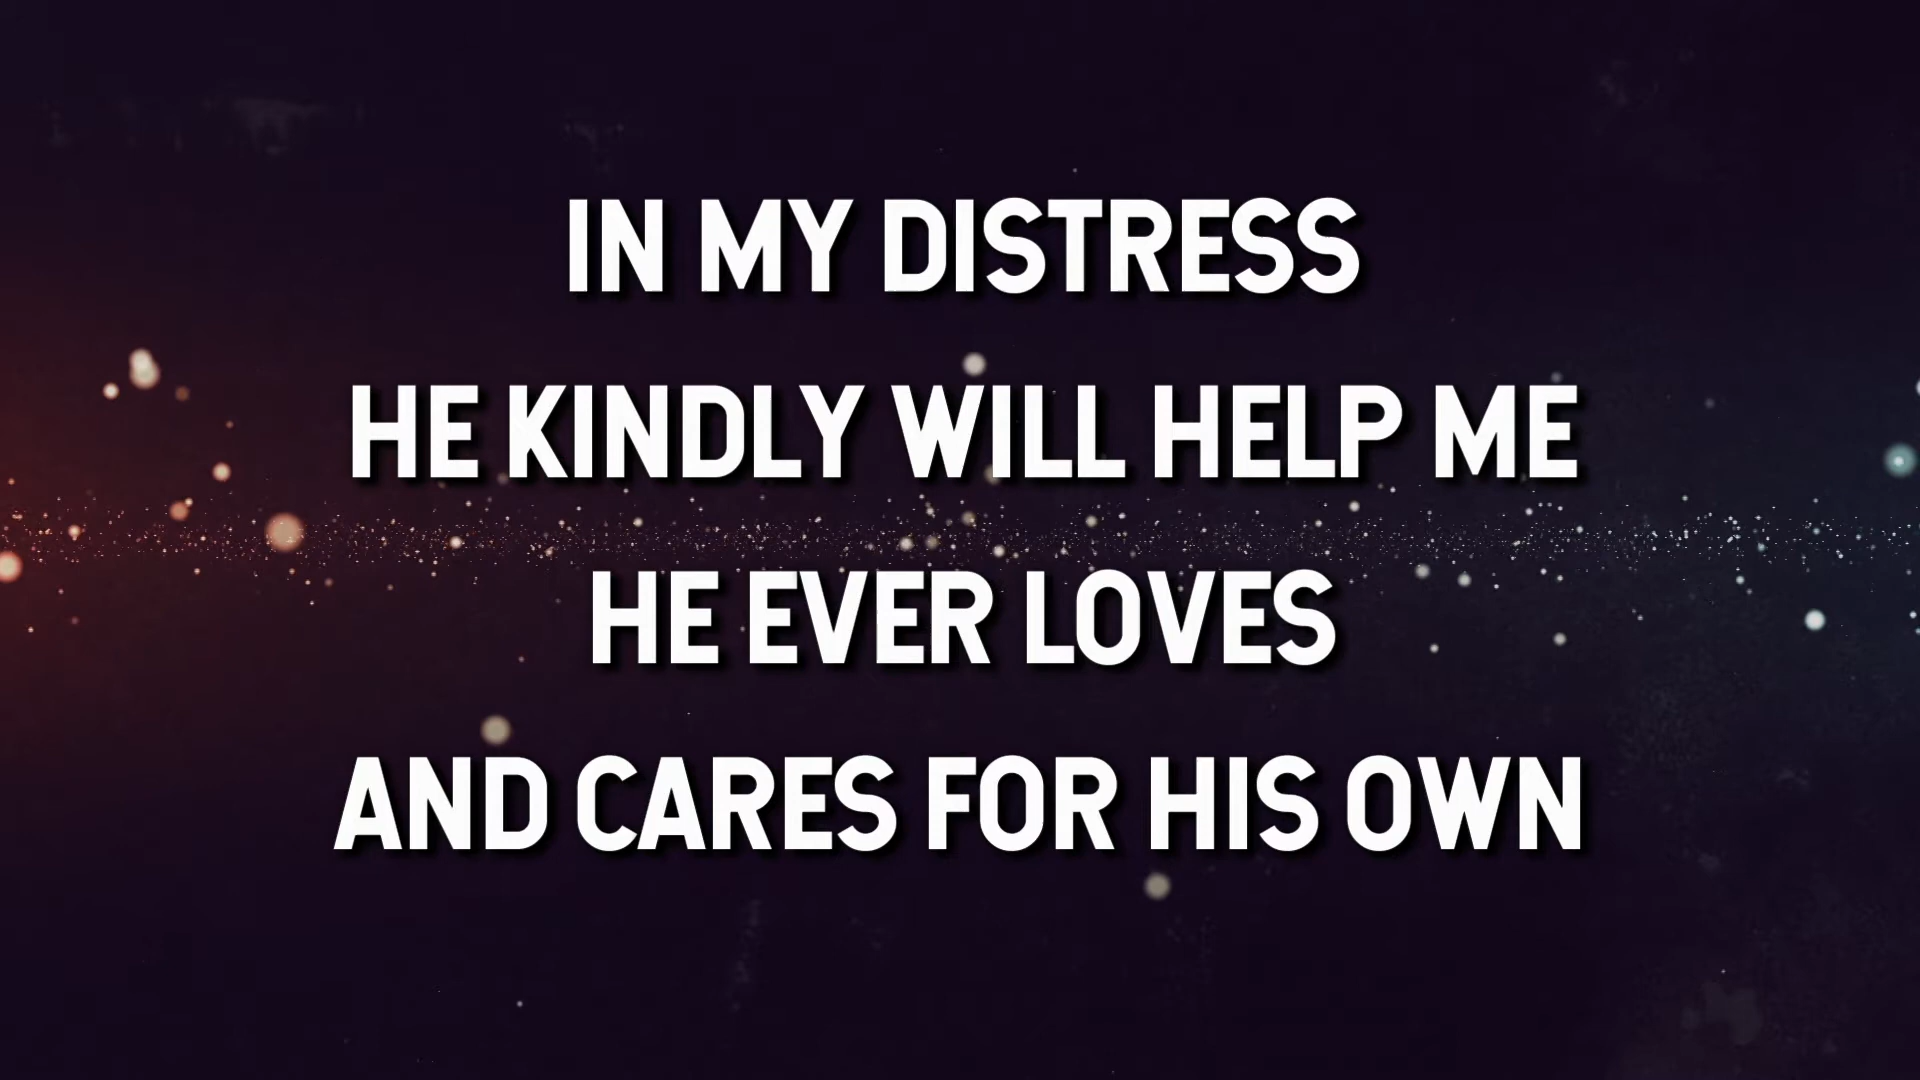 IN MY DISTRESS
HE KINDLY WILL HELP ME
HE EVER LOVES
AND CARES FOR HIS OWN